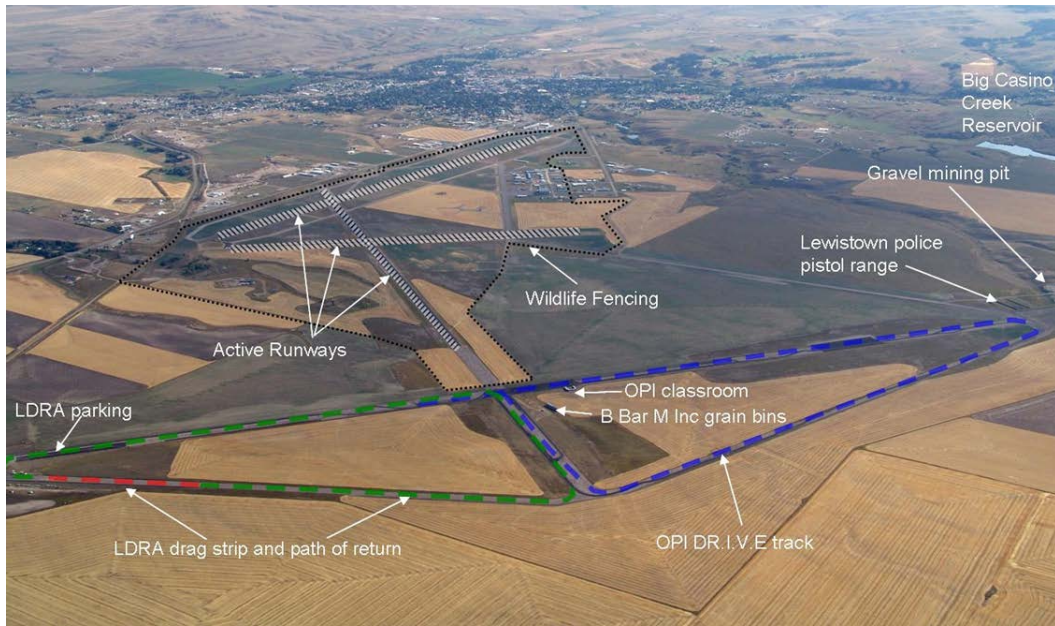 Big Casino
Creek
Reservoir
Gravel mining pit
Lewistown police
pistol range
Wildlife Fencing
Active Runways
OPI classroom
LDRA parking
B Bar M Inc grain bins
LDRA drag strip and path of return
OPI DR.I.V.E track